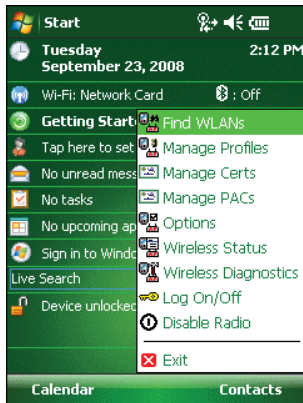 Start
Tuesday 2:12 PM
September 23, 2008
Wi-Fi: Network Card : Off
Getting Start
Tap here to set
No unread mess
No tasks
No upcoming ap
Sign in to Windo
Live Search
Device unlocked
Find WLANs
Manage Profiles
Manage Certs
Manage PACs
Options
Wireless Status
Wireless Diagnostics
Log On/Off
Disable Radio
Exit
Calendar Contacts